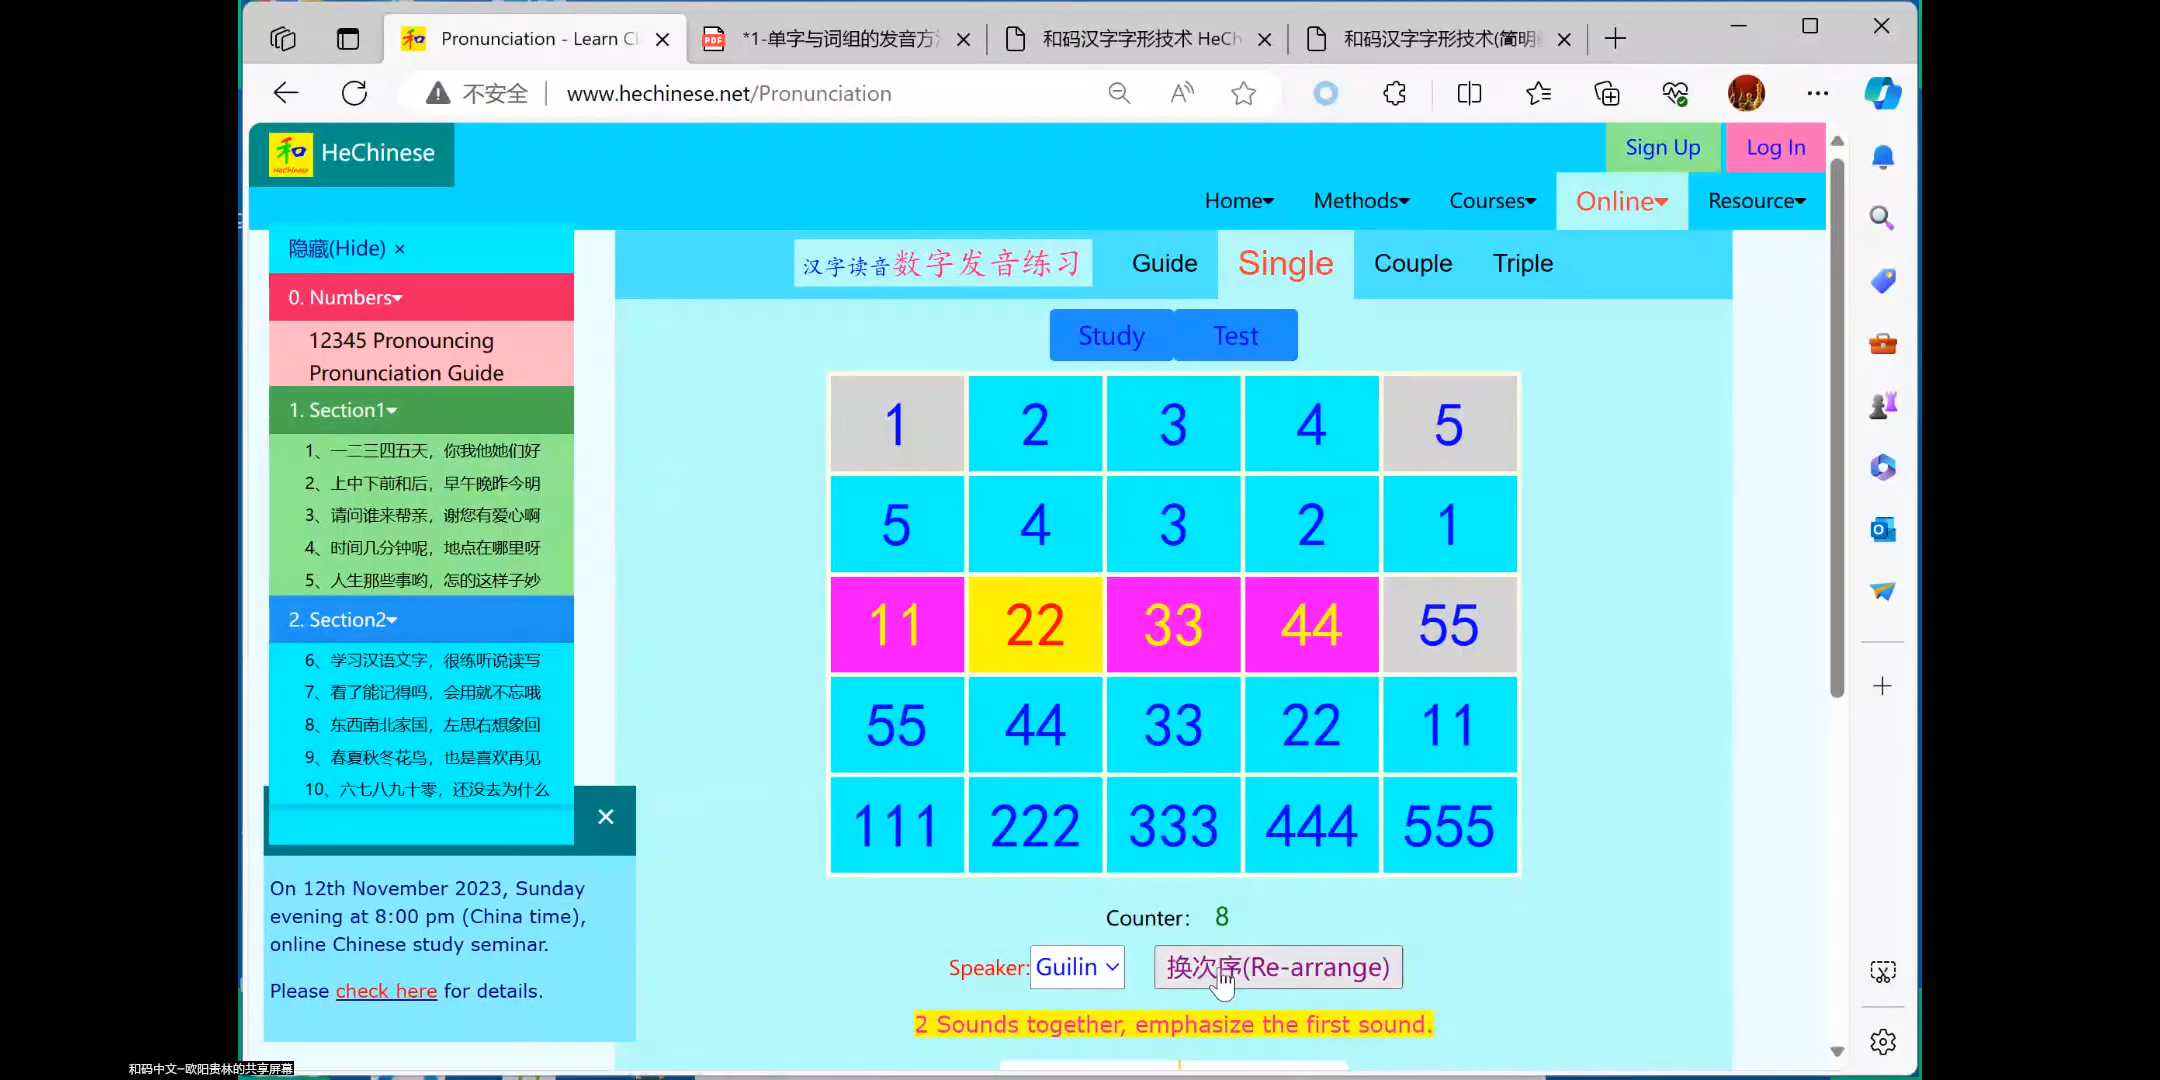 Pronunciation - Learn Ch
*1-单字与词组的发音方
和码汉字字形技术 HeCh
和码汉字字形技术(简明
不安全
www.hechinese.net/Pronunciation
和
HeChinese
HeChinese
Sign Up
Log In
Home
Methods
Courses
Online
Resource
隐藏(Hide) ×
0. Numbers
12345 Pronouncing
Pronunciation Guide
1. Section1
1、一二三四五天，你我他她们好
2、上中下前和后，早午晚昨今明
3、请问谁来帮亲，谢您有爱心啊
4、时间几分钟呢，地点在哪里呀
5、人生那些事哟，怎的这样子妙
2. Section2
6、学习汉语文字，很练听说读写
7、看了能记得吗，会用就不忘哦
8、东西南北家国，左思右想象回
9、春夏秋冬花鸟，也是喜欢再见
10、六七八九十零，还没去为什么
On 12th November 2023, Sunday
evening at 8:00 pm (China time),
online Chinese study seminar.
Please check here for details.
汉字读音数字发音练习
Guide
Single
Couple
Triple
Study
Test
1 2 3 4 5
5 4 3 2 1
11 22 33 44 55
55 44 33 22 11
111 222 333 444 555
Counter: 8
Speaker: Guilin
换次序(Re-arrange)
2 Sounds together, emphasize the first sound.
和码中文—欧阳贵林的共享屏幕